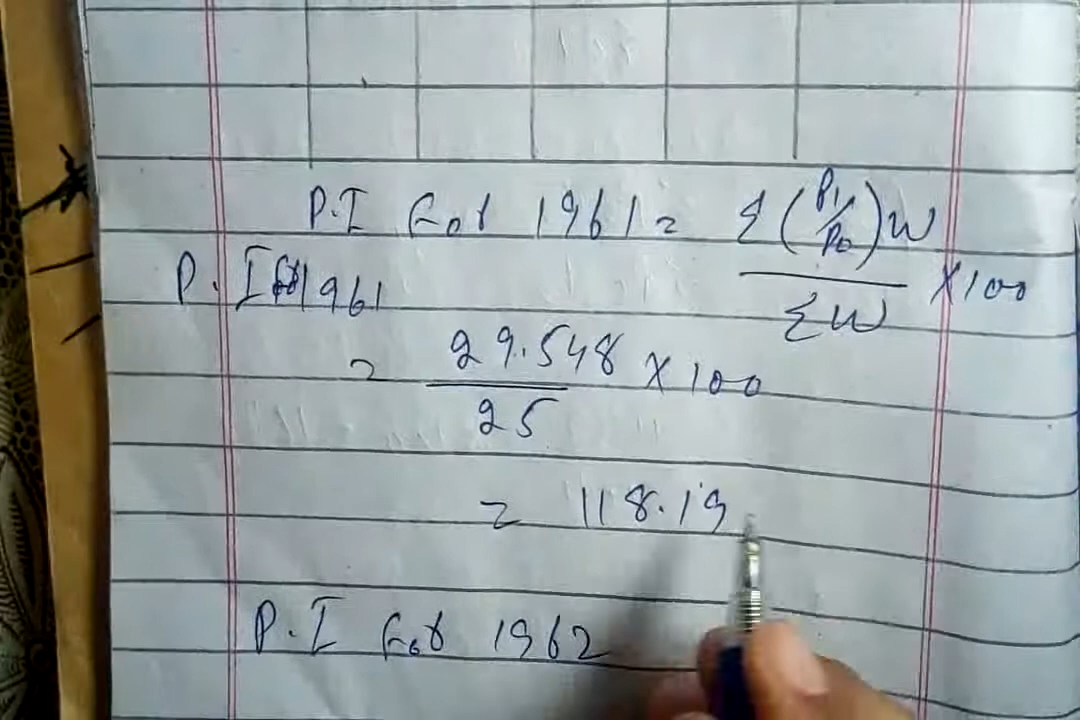 P.I For 1961 = Σ(P1/P0)W
P.I for 1961 ΣW × 100
= 29.548 × 100
25
= 118.19
P.I For 1962